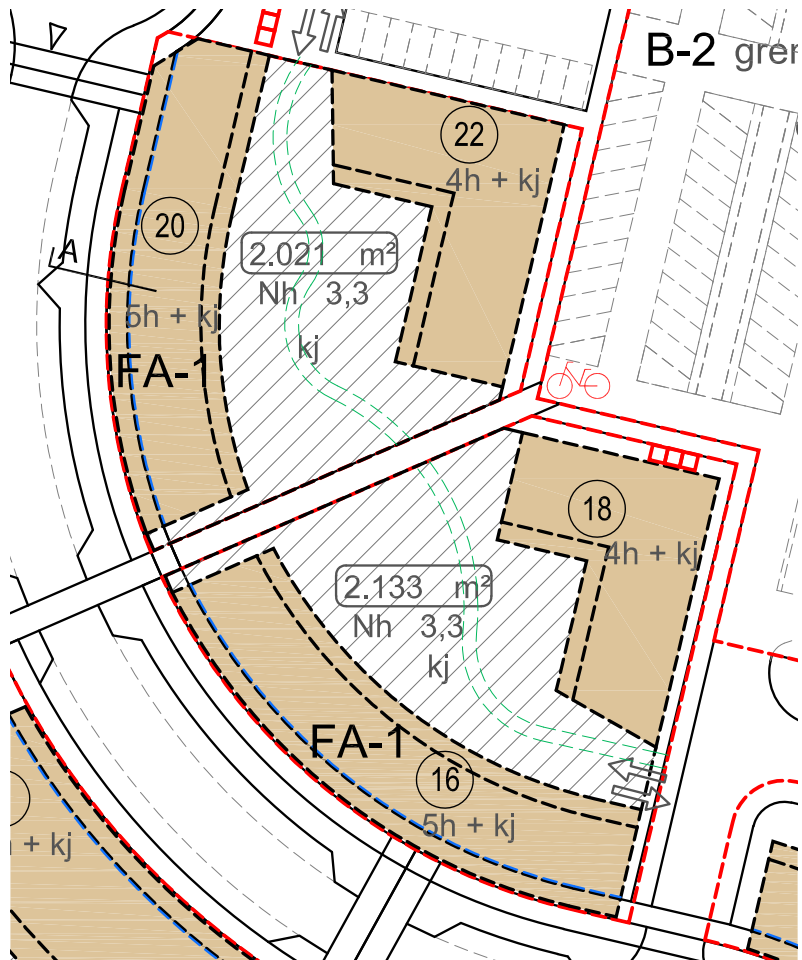 B-2 gren
22
4h + kj
20
A
2.021 m²
Nh 3,3
5h + kj
kj
FA-1
18
4h + kj
2.133 m²
Nh 3,3
kj
FA-1
16
5h + kj
h + kj